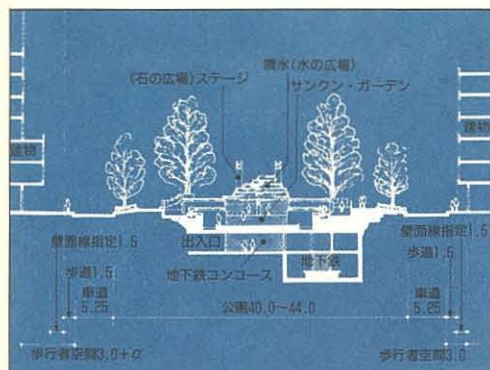 噴水(水の広場)
(石の広場)ステージ
サンクン・ガーデン
建物
建物
壁面線指定1.5
出入口
壁面線指定1.5
歩道1.5
地下鉄コンコース
地下鉄
歩道1.5
車道
5.25
公園40.0~44.0
車道
5.25
歩行者空間3.0+α
歩行者空間3.0